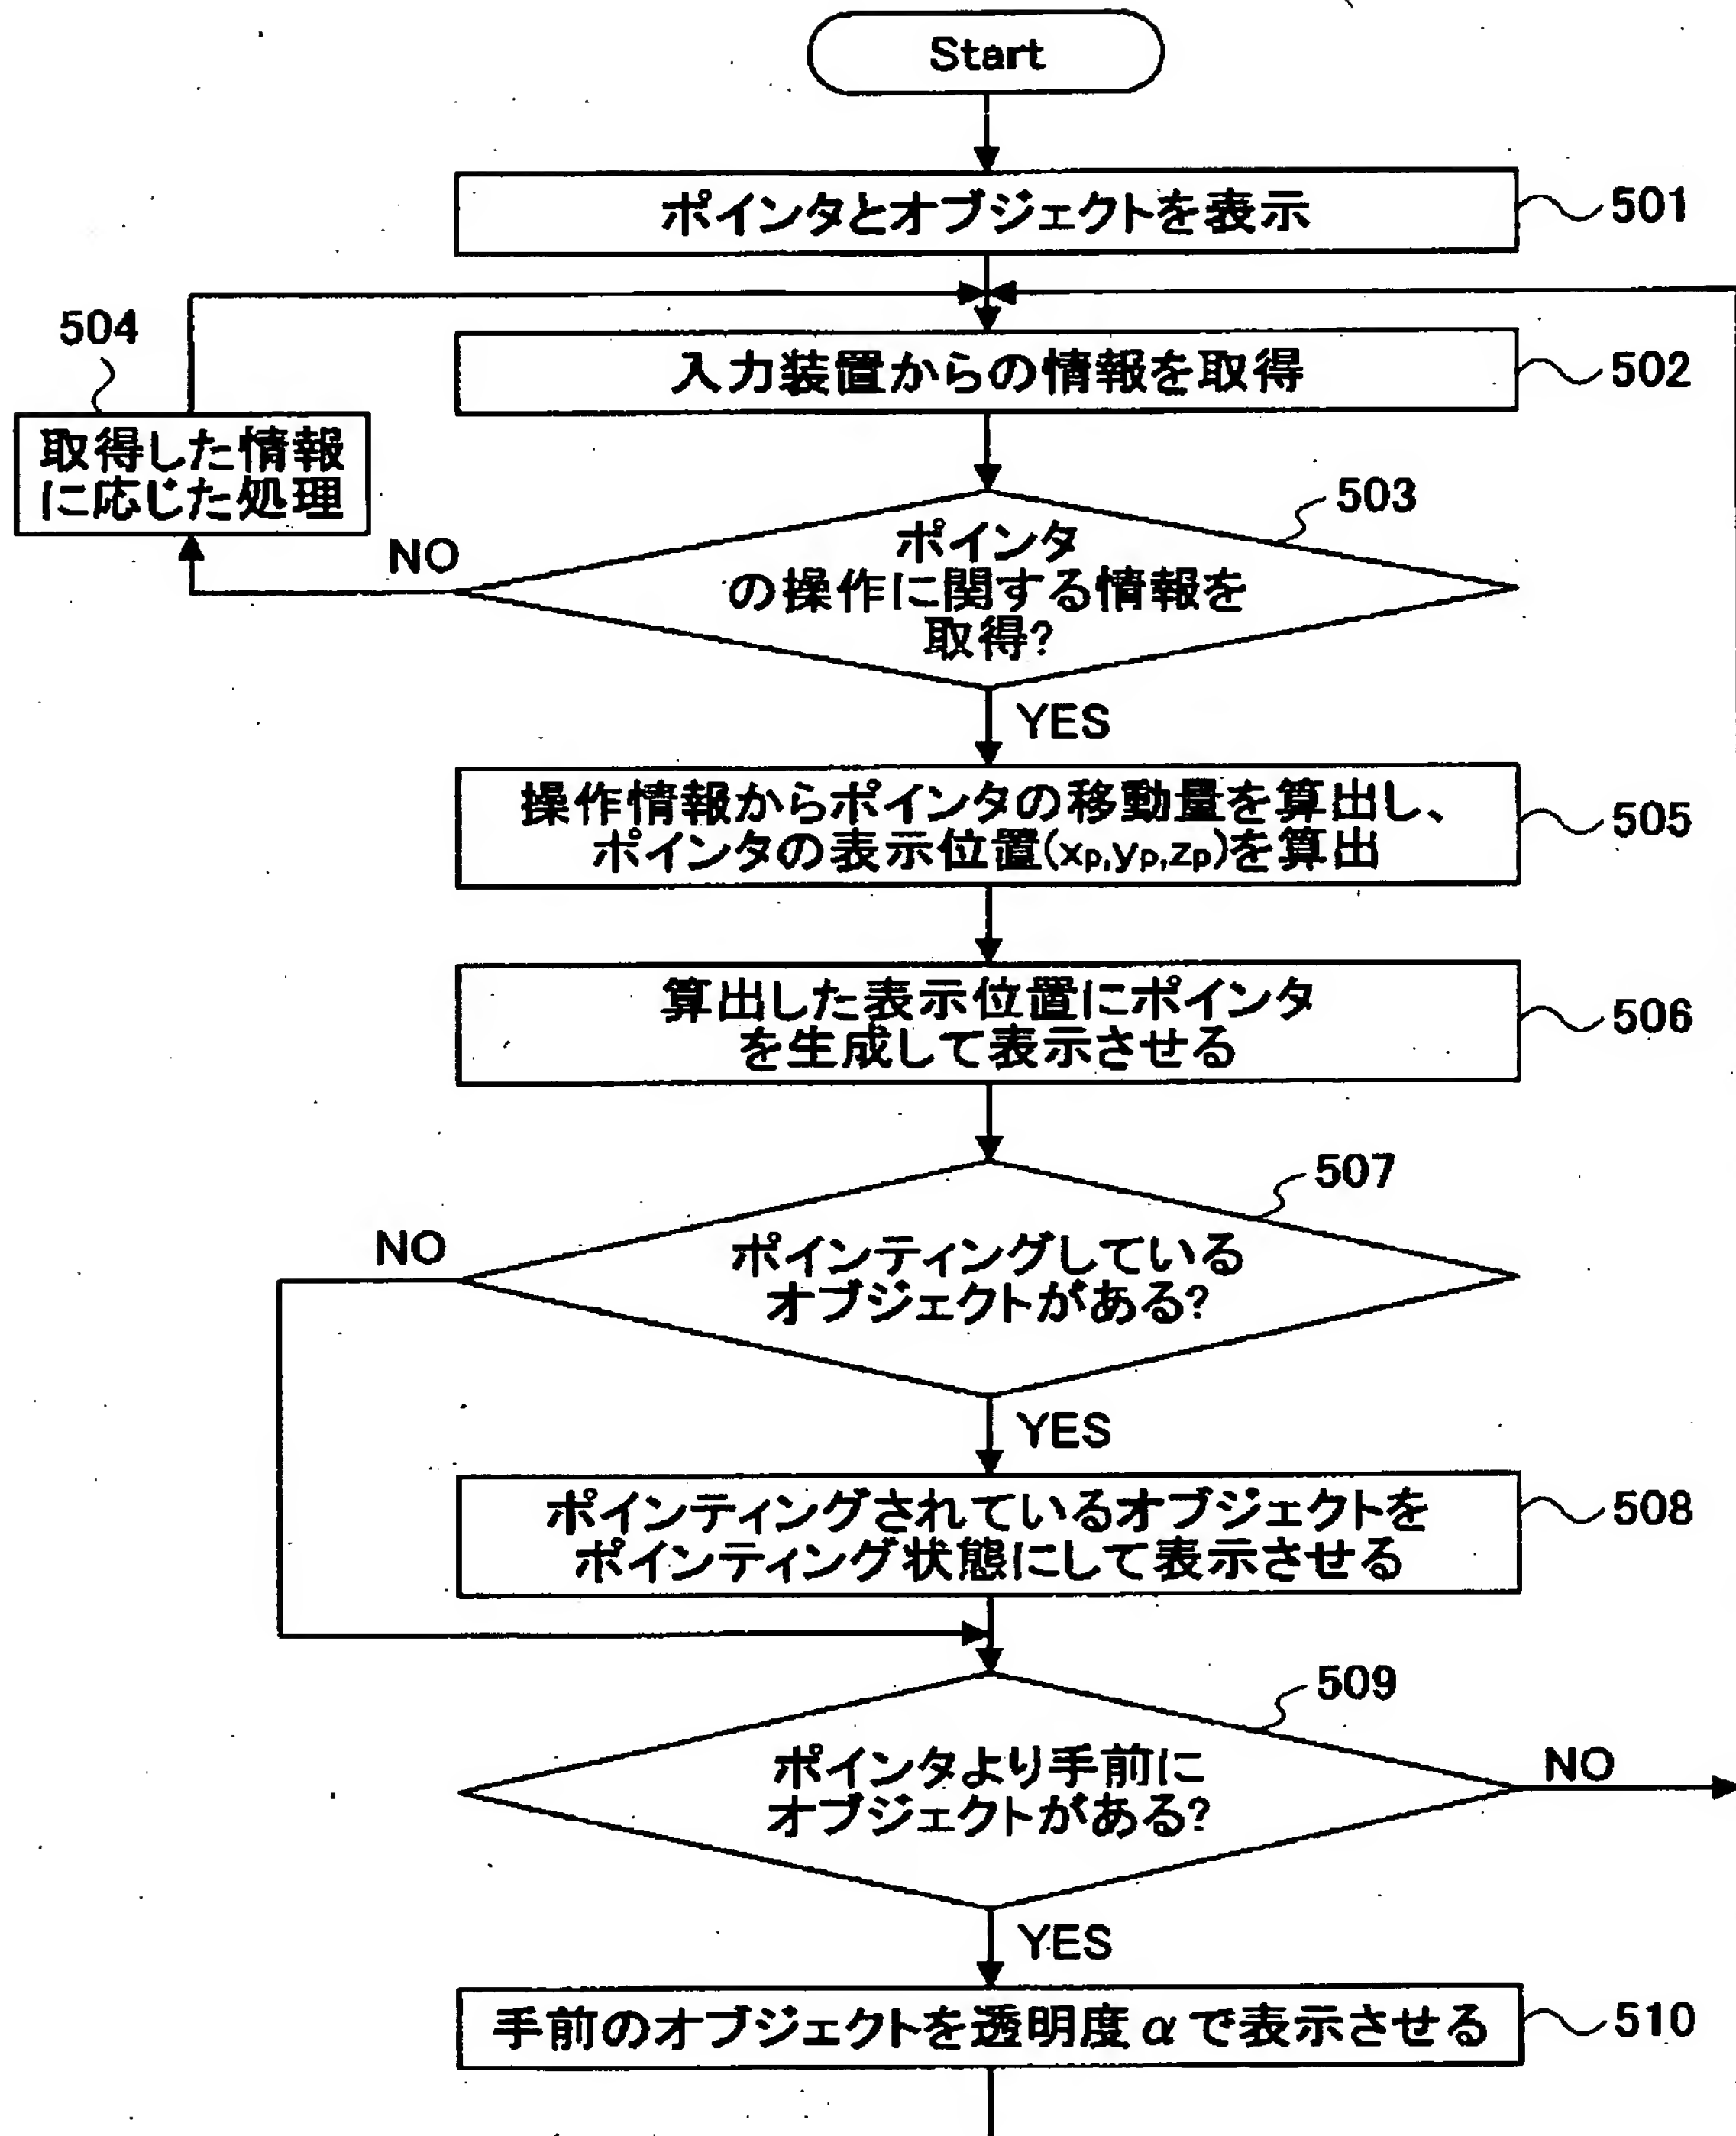 Start
ポインタとオブジェクトを表示
501
504
入力装置からの情報を取得
502
取得した情報
に応じた処理
503
NO
ポインタ
の操作に関する情報を
取得?
YES
操作情報からポインタの移動量を算出し、
ポインタの表示位置(xp,yp,zp)を算出
505
算出した表示位置にポインタ
を生成して表示させる
506
507
NO
ポインティングしている
オブジェクトがある?
YES
ポインティングされているオブジェクトを
ポインティング状態にして表示させる
508
509
ポインタより手前に
オブジェクトがある?
NO
YES
手前のオブジェクトを透明度αで表示させる
510